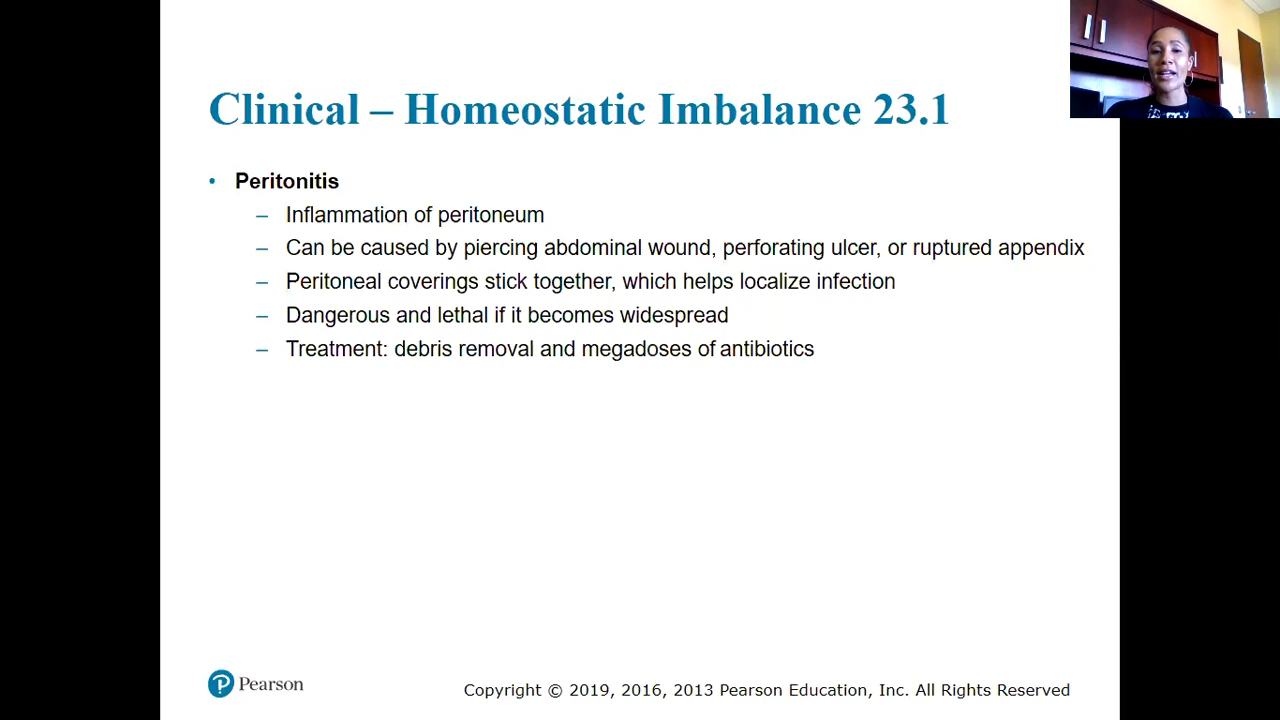 Clinical – Homeostatic Imbalance 23.1
• Peritonitis
– Inflammation of peritoneum
– Can be caused by piercing abdominal wound, perforating ulcer, or ruptured appendix
– Peritoneal coverings stick together, which helps localize infection
– Dangerous and lethal if it becomes widespread
– Treatment: debris removal and megadoses of antibiotics
Pearson
Copyright © 2019, 2016, 2013 Pearson Education, Inc. All Rights Reserved